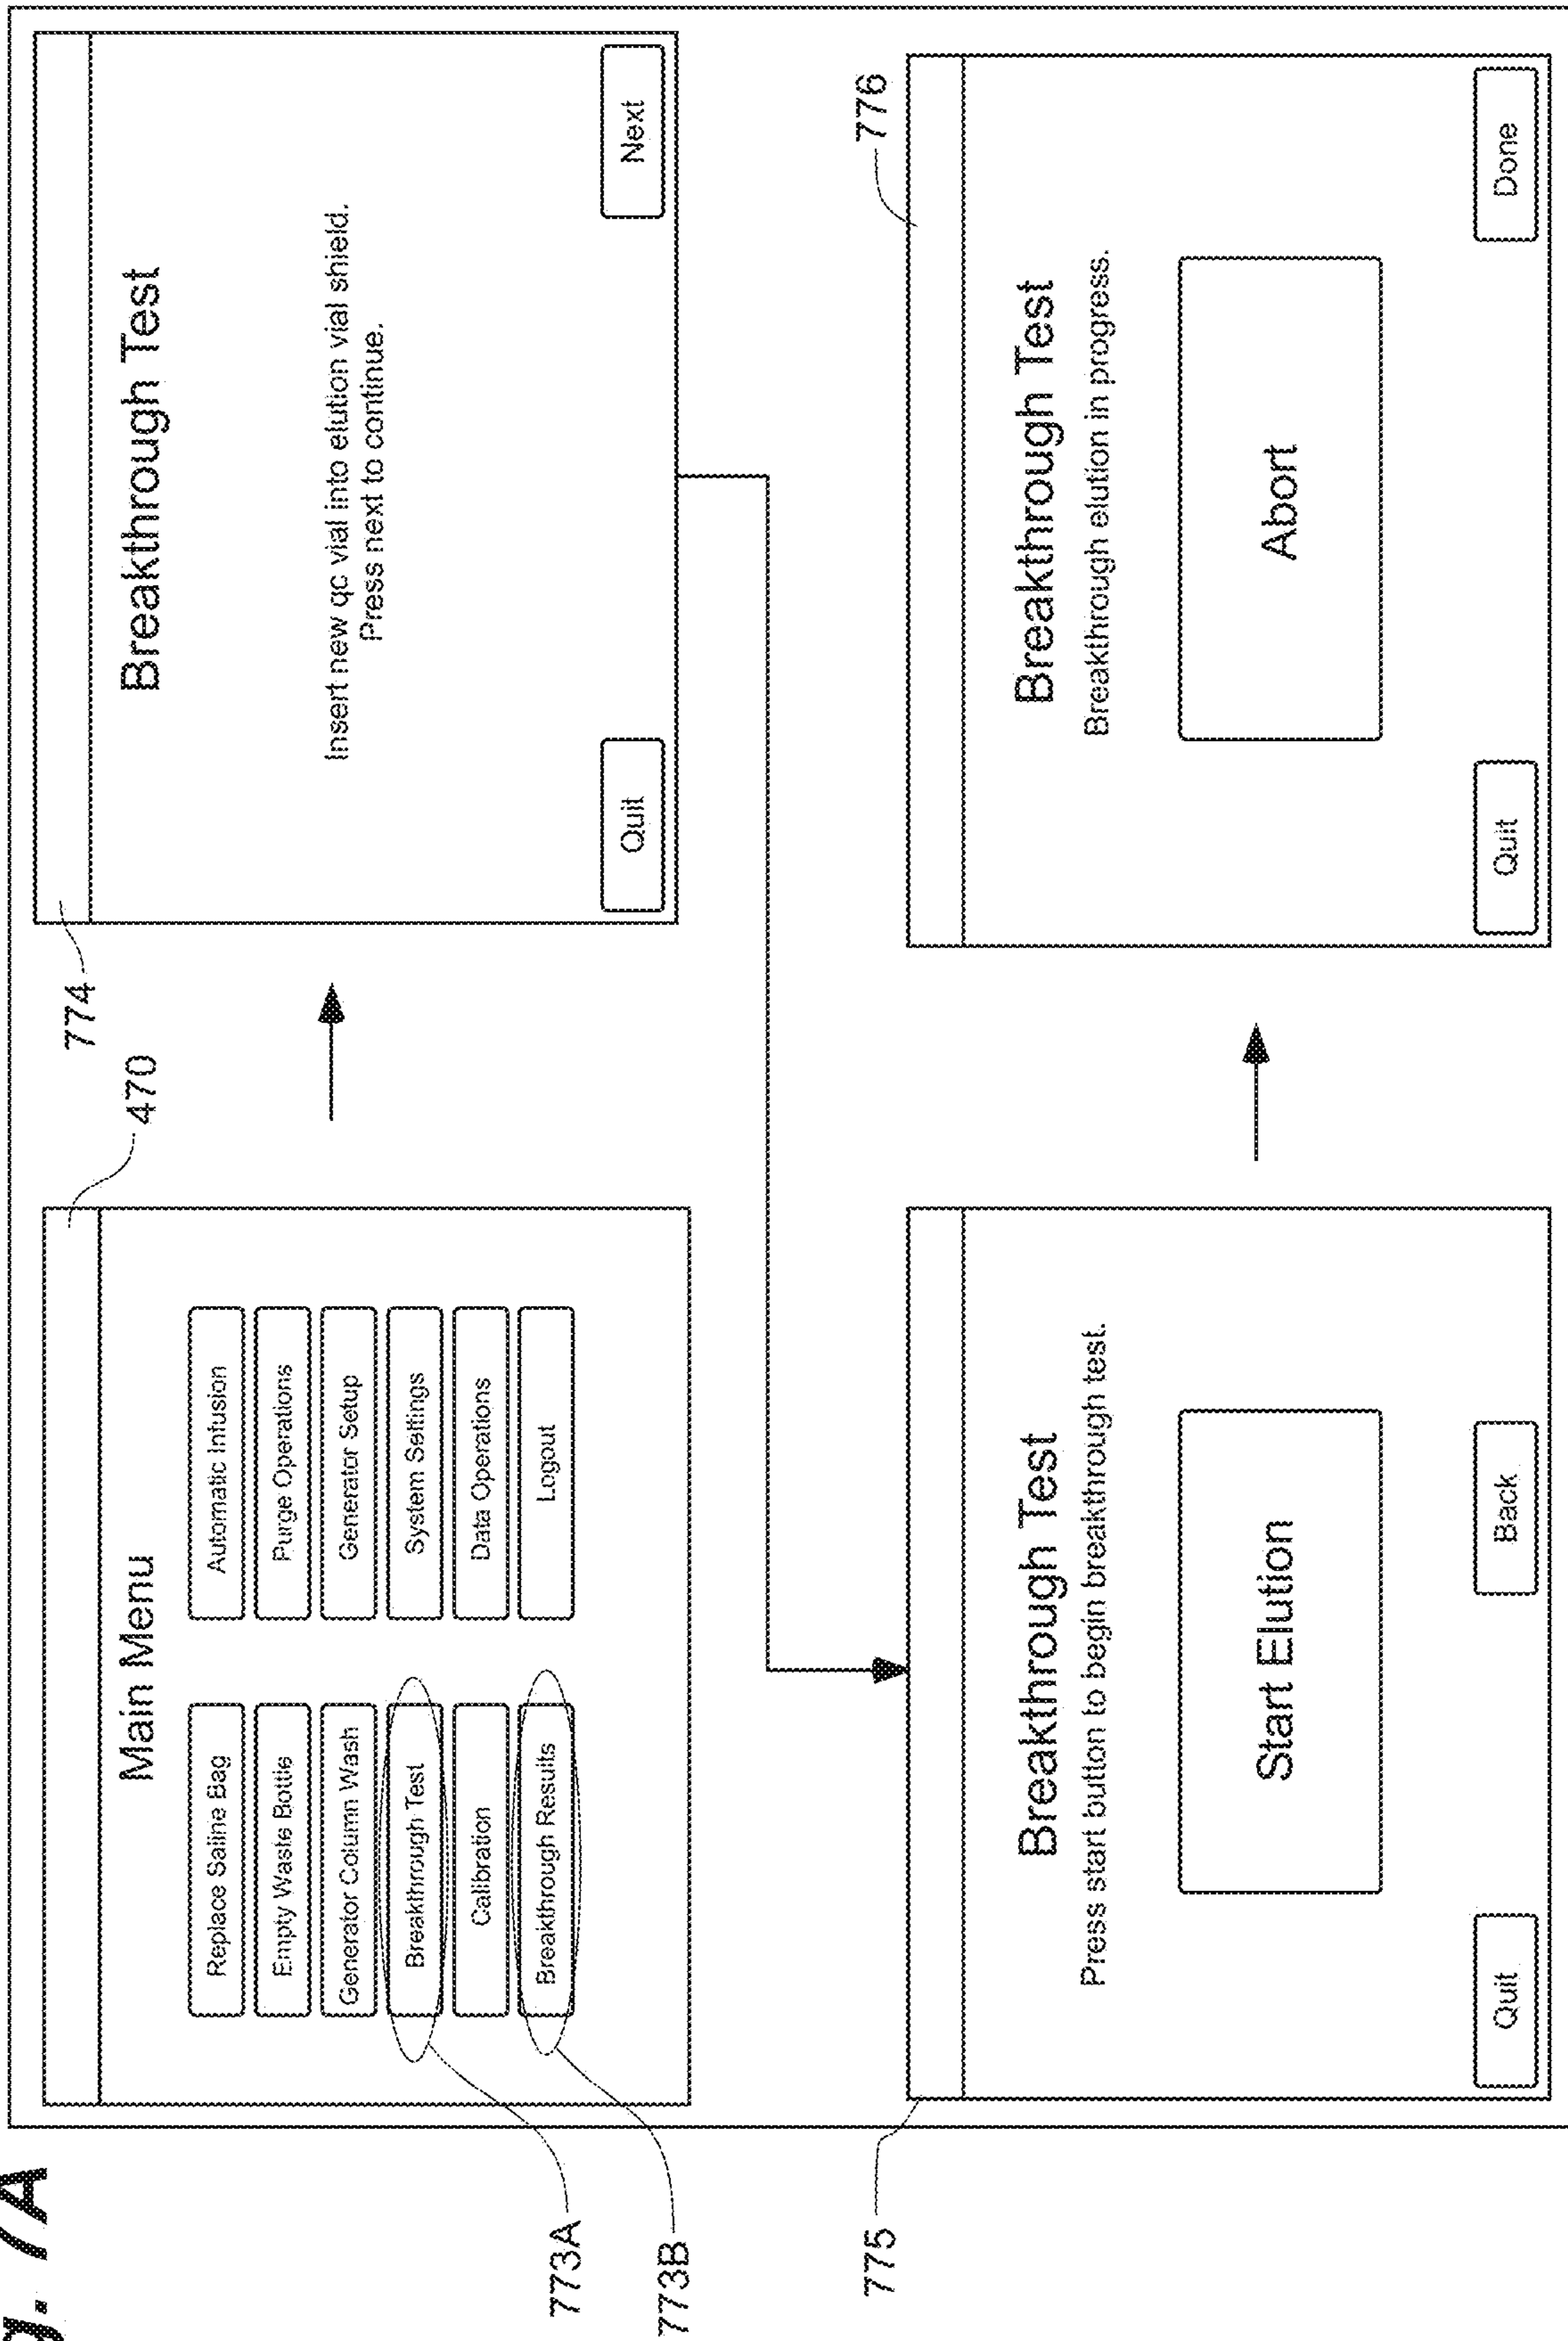 774
470
Main Menu
Replace Saline Bag
Automatic Infusion
Empty Waste Bottle
Purge Operations
Generator Column Wash
Generator Setup
Breakthrough Test
System Settings
Calibration
Data Operations
Breakthrough Results
Logout
773A
773B
Breakthrough Test
Insert new qc vial into elution vial shield.
Press next to continue.
Quit
Next
775
Breakthrough Test
Press start button to begin breakthrough test.
Start Elution
Quit
Back
776
Breakthrough Test
Breakthrough elution in progress.
Abort
Quit
Done
7A